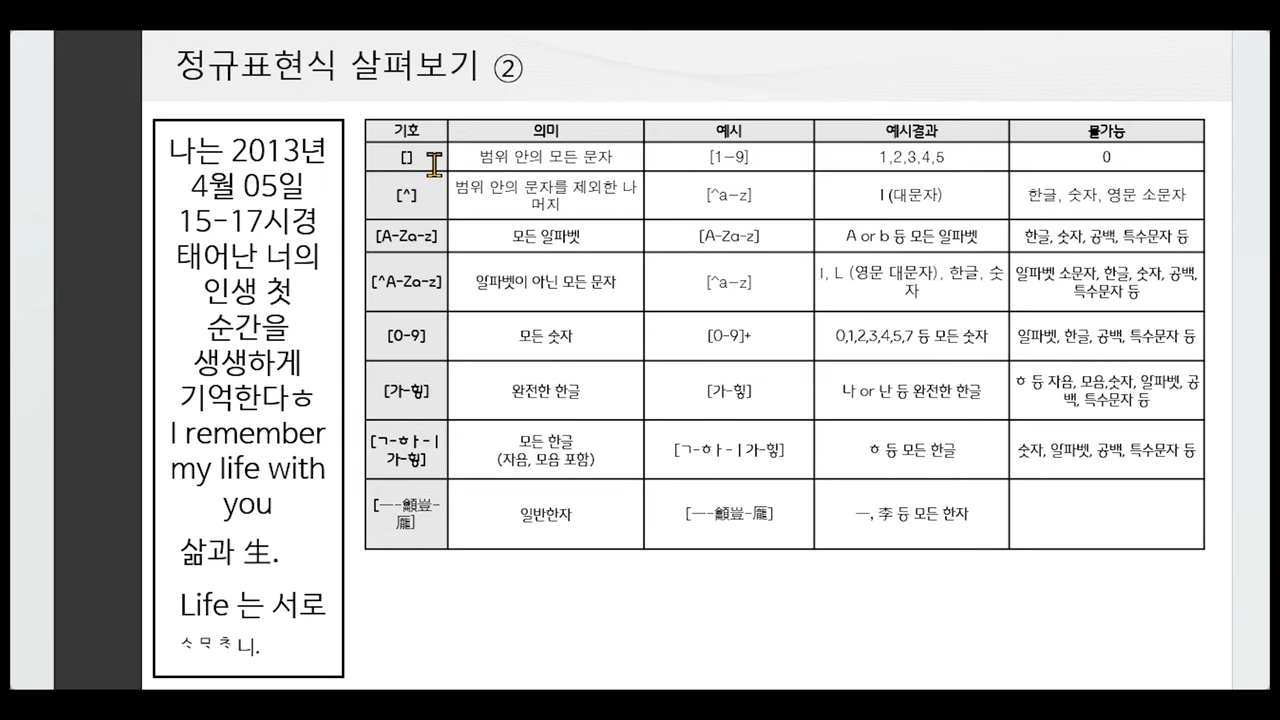 정규표현식 살펴보기 ②
나는 2013년
4월 05일
15-17시경
태어난 너의
인생 첫
순간을
생생하게
기억한다ㅎ
I remember
my life with
you
삶과 生.
Life 는 서로
ᄉ ᄆ ᄎ니.
기호 의미 예시 예시결과 불가능
[] 범위 안의 모든 문자 [1-9] 1,2,3,4,5 0
[^] 범위 안의 문자를 제외한 나
머지 [^a-z] I (대문자) 한글, 숫자, 영문 소문자
[A-Za-z] 모든 알파벳 [A-Za-z] A or b 등 모든 알파벳 한글, 숫자, 공백, 특수문자 등
[^A-Za-z] 알파벳이 아닌 모든 문자 [^a-z] I, L (영문 대문자), 한글, 숫
자 알파벳 소문자, 한글, 숫자, 공백,
특수문자 등
[0-9] 모든 숫자 [0-9]+ 0,1,2,3,4,5,7 등 모든 숫자 알파벳, 한글, 공백, 특수문자 등
[가-힣] 완전한 한글 [가-힣] 나 or 난 등 완전한 한글 ㅎ 등 자음, 모음,숫자, 알파벳, 공
백, 특수문자 등
[ㄱ-ㅎㅏ-ㅣ
가-힣] 모든 한글
(자음, 모음 포함) [ㄱ-ㅎㅏ-ㅣ가-힣] ㅎ 등 모든 한글 숫자, 알파벳, 공백, 특수문자 등
[一-龥豈-
龎] 일반한자 [一-龥豈-龎] 一, 李 등 모든 한자